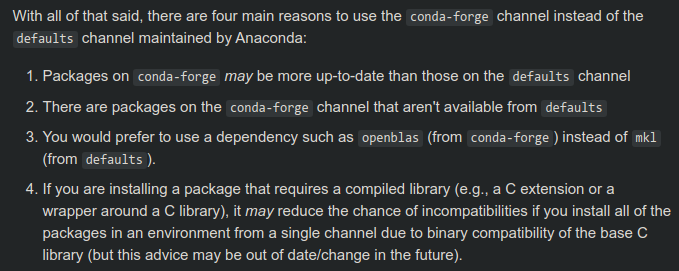 With all of that said, there are four main reasons to use the conda-forge channel instead of the
defaults channel maintained by Anaconda:
1. Packages on conda-forge may be more up-to-date than those on the defaults channel
2. There are packages on the conda-forge channel that aren't available from defaults
3. You would prefer to use a dependency such as openblas (from conda-forge) instead of mkl
(from defaults).
4. If you are installing a package that requires a compiled library (e.g., a C extension or a
wrapper around a C library), it may reduce the chance of incompatibilities if you install all of the
packages in an environment from a single channel due to binary compatibility of the base C
library (but this advice may be out of date/change in the future).